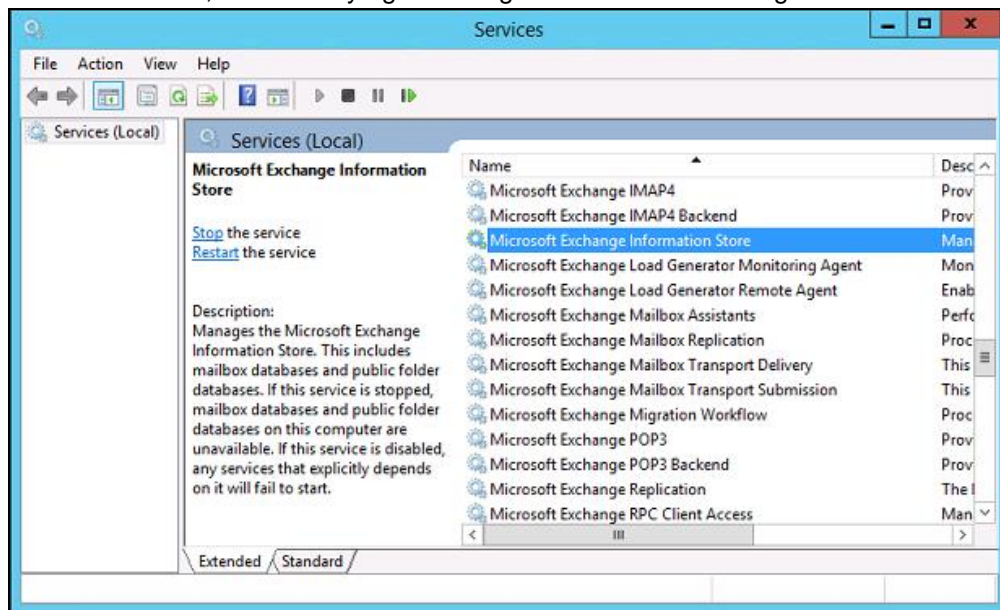 Services
File Action View Help
Services (Local)
Services (Local)
Microsoft Exchange Information
Store
Stop the service
Restart the service
Description:
Manages the Microsoft Exchange
Information Store. This includes
mailbox databases and public folder
databases. If this service is stopped,
mailbox databases and public folder
databases on this computer are
unavailable. If this service is disabled,
any services that explicitly depends
on it will fail to start.
Name Desc
Microsoft Exchange IMAP4 Prov
Microsoft Exchange IMAP4 Backend Prov
Microsoft Exchange Information Store Man
Microsoft Exchange Load Generator Monitoring Agent Mon
Microsoft Exchange Load Generator Remote Agent Enab
Microsoft Exchange Mailbox Assistants Perfo
Microsoft Exchange Mailbox Replication Proc
Microsoft Exchange Mailbox Transport Delivery This
Microsoft Exchange Mailbox Transport Submission This
Microsoft Exchange Migration Workflow Proc
Microsoft Exchange POP3 Prov
Microsoft Exchange POP3 Backend Prov
Microsoft Exchange Replication The
Microsoft Exchange RPC Client Access Man
Extended Standard